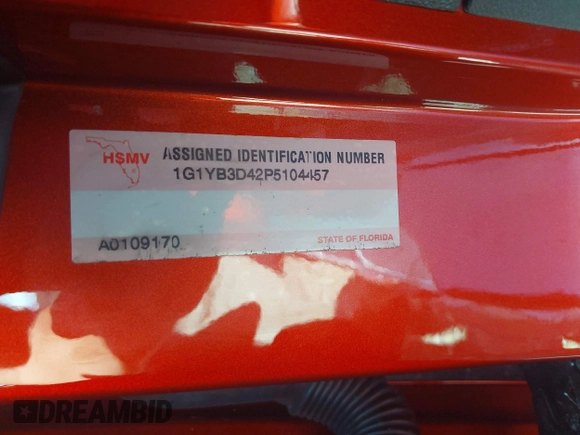 HSMV
ASSIGNED IDENTIFICATION NUMBER
1G1YB3D42P5104457
A0109170
STATE OF FLORIDA
DREAMBID